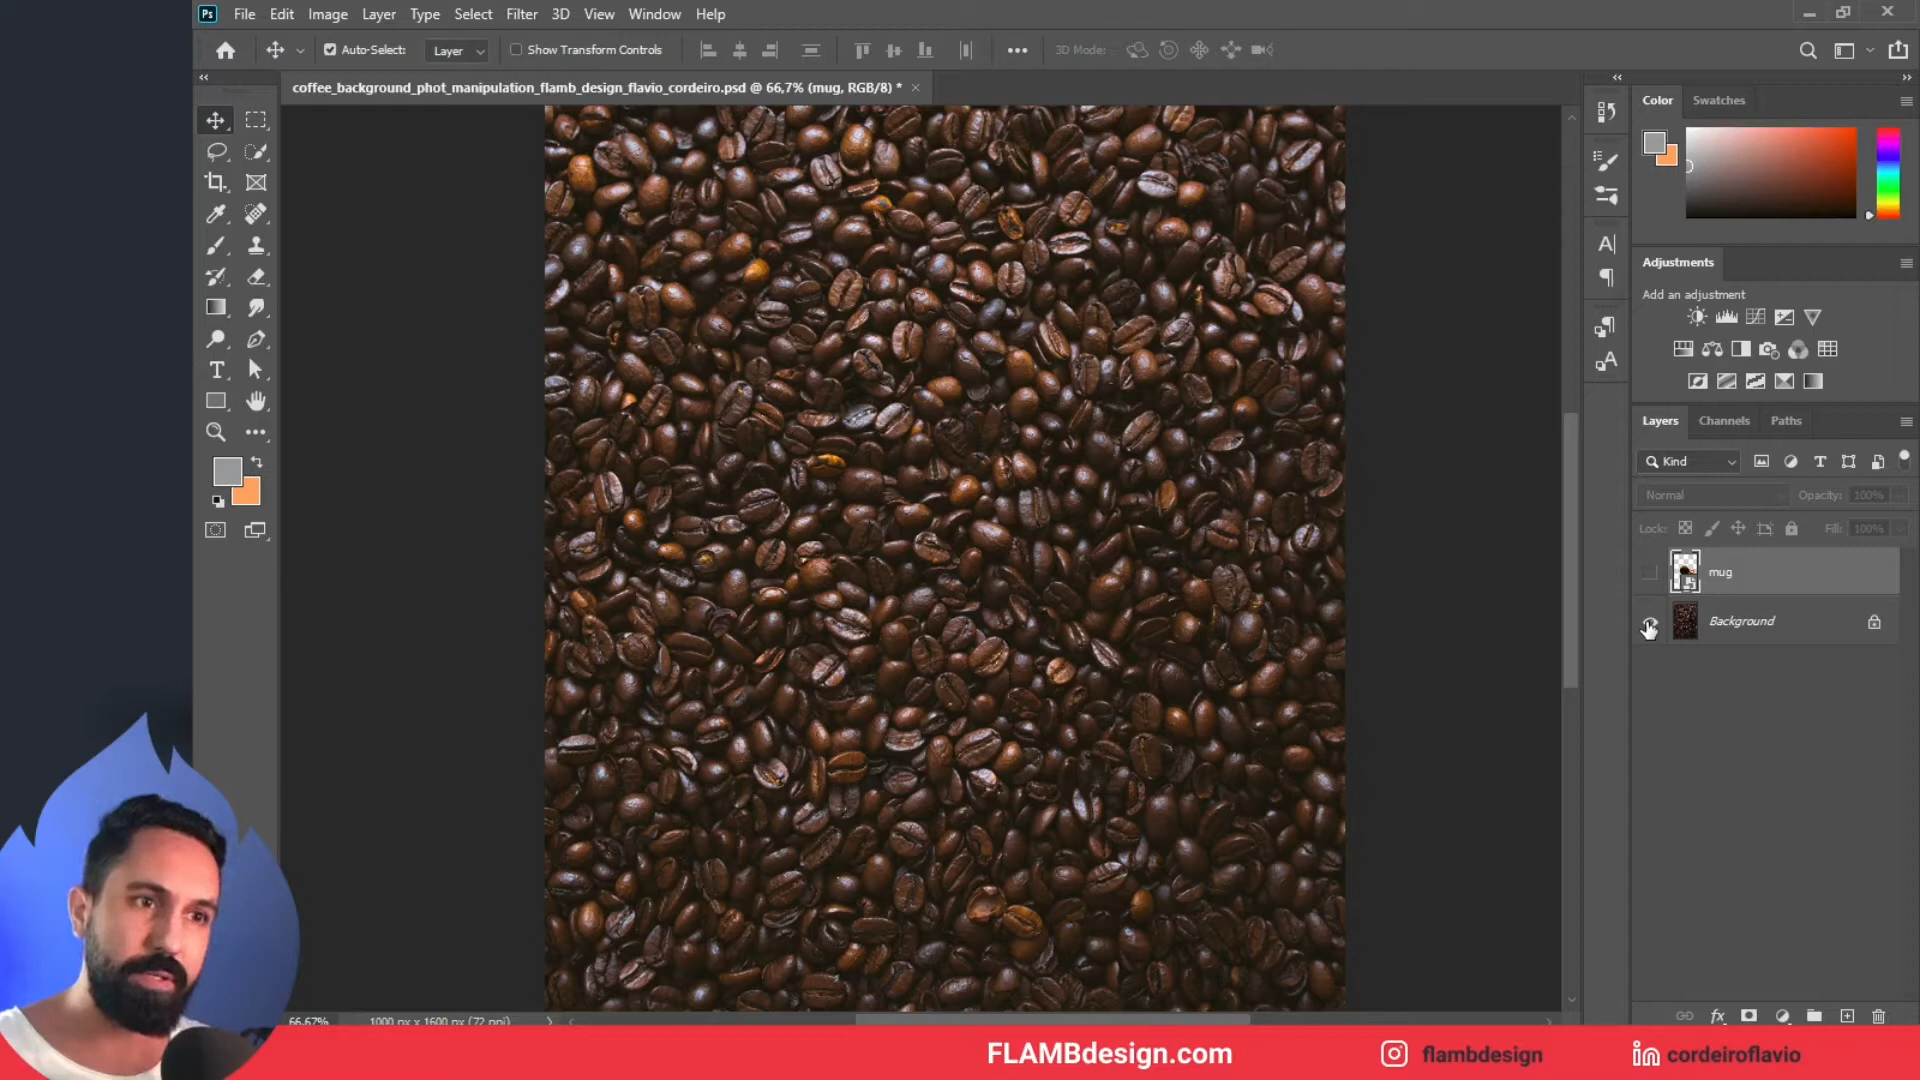 Ps File Edit Image Layer Type Select Filter 3D View Window Help
Auto-Select: Layer Show Transform Controls 3D Mode:
coffee_background_phot_manipulation_flamb_design_flavio_cordeiro.psd @ 66,7% (mug, RGB/8) *
Color Swatches
Adjustments
Add an adjustment
Layers Channels Paths
Kind
Normal Opacity: 100%
Lock: Fill: 100%
mug
Background
66.67% 1000 px x 1600 px (72 ppi)
FLAMBdesign.com flambdesign cordeiroflavio